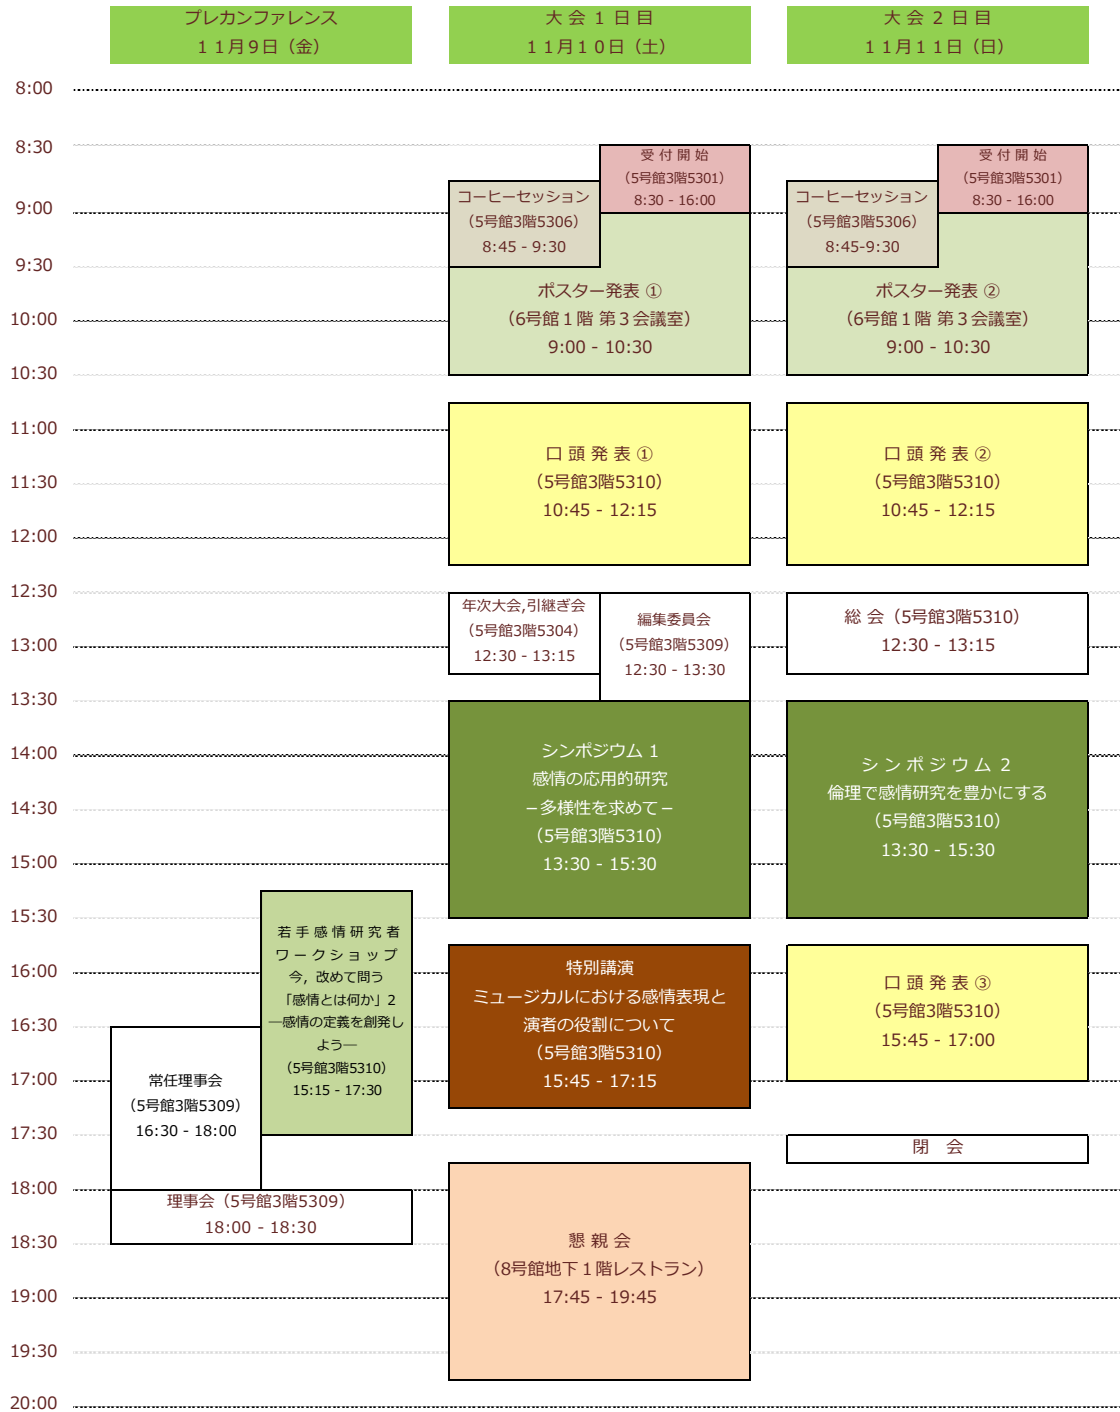 プレカンファレンス
１１月9日（金）
大 会 １ 日 目
１１月１０日（土）
大 会 ２ 日 目
１１月１１日（日）
8:00
8:30
9:00
9:30
10:00
10:30
11:00
11:30
12:00
12:30
13:00
13:30
14:00
14:30
15:00
15:30
16:00
16:30
17:00
17:30
18:00
18:30
19:00
19:30
20:00
若 手 感 情 研 究 者
ワ ー ク シ ョ ッ プ
今，改めて問う
「感情とは何か」2
―感情の定義を創発し
よう―
（5号館3階5310）
15:15 - 17:30
常任理事会
（5号館3階5309）
16:30 - 18:00
理事会（5号館3階5309）
18:00 - 18:30
受 付 開 始
（5号館3階5301）
8:30 - 16:00
コーヒーセッション
（5号館3階5306）
8:45 - 9:30
ポスター発表 ①
（6号館１階 第３会議室）
9:00 - 10:30
口 頭 発 表 ①
（5号館3階5310）
10:45 - 12:15
年次大会,引継ぎ会
（5号館3階5304）
12:30 - 13:15
編集委員会
（5号館3階5309）
12:30 - 13:30
シンポジウム 1
感情の応用的研究
－多様性を求めて－
（5号館3階5310）
13:30 - 15:30
特別講演
ミュージカルにおける感情表現と
演者の役割について
（5号館3階5310）
15:45 - 17:15
懇 親 会
（8号館地下１階レストラン）
17:45 - 19:45
受 付 開 始
（5号館3階5301）
8:30 - 16:00
コーヒーセッション
（5号館3階5306）
8:45-9:30
ポスター発表 ②
（6号館１階 第３会議室）
9:00 - 10:30
口 頭 発 表 ②
（5号館3階5310）
10:45 - 12:15
総 会（5号館3階5310）
12:30 - 13:15
シ ン ポ ジ ウ ム 2
倫理で感情研究を豊かにする
（5号館3階5310）
13:30 - 15:30
口 頭 発 表 ③
（5号館3階5310）
15:45 - 17:00
閉　会